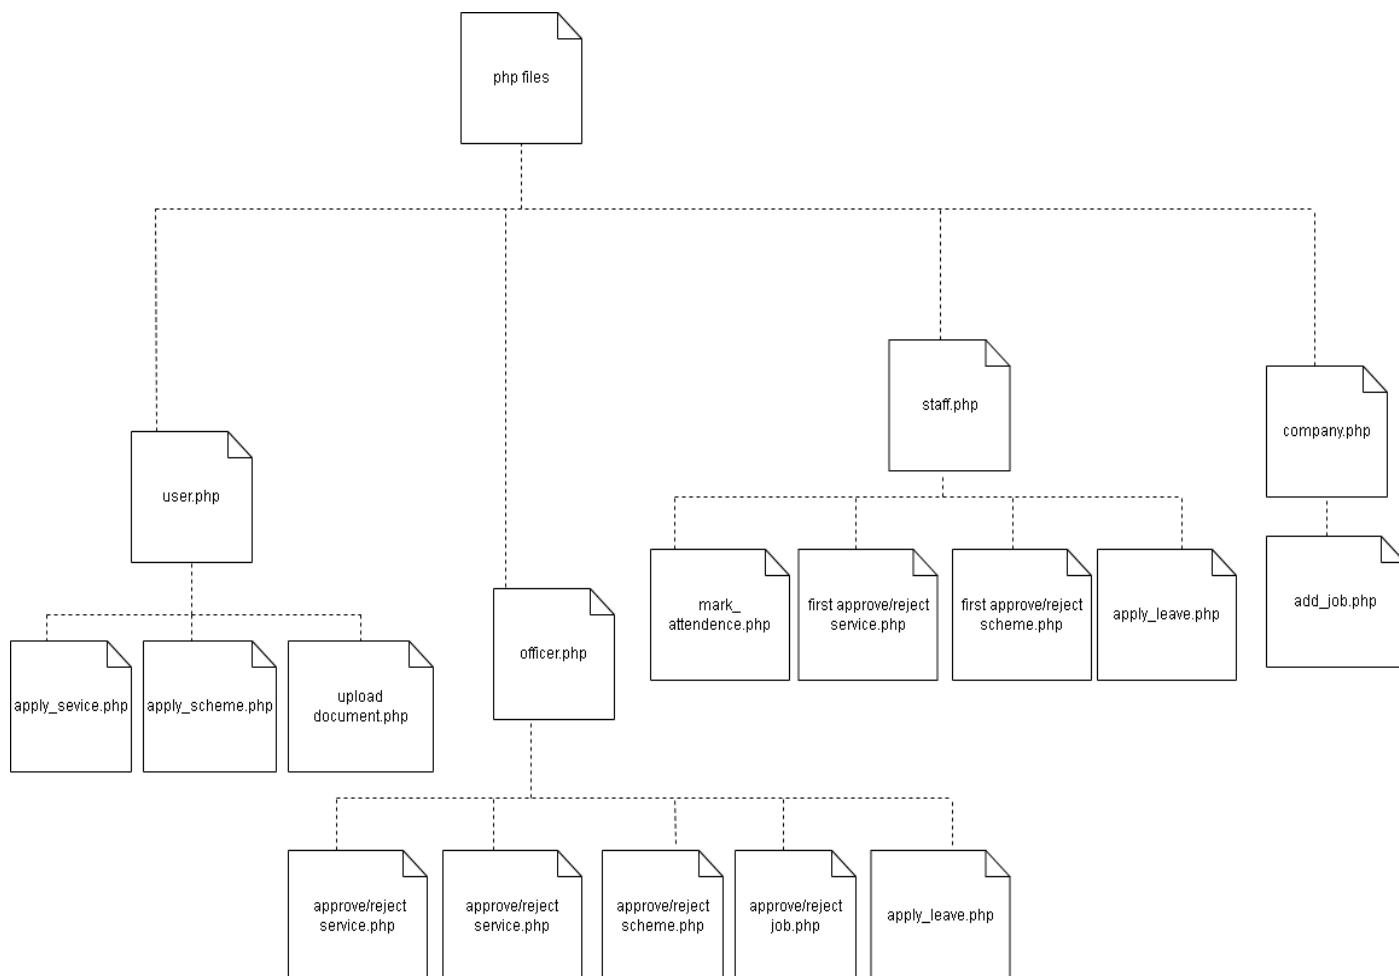 php files
staff.php
company.php
user.php
mark_
attendence.php
first approve/reject
service.php
first approve/reject
scheme.php
apply_leave.php
add_job.php
officer.php
apply_sevice.php
apply_scheme.php
upload
document.php
approve/reject
service.php
approve/reject
service.php
approve/reject
scheme.php
approve/reject
job.php
apply_leave.php